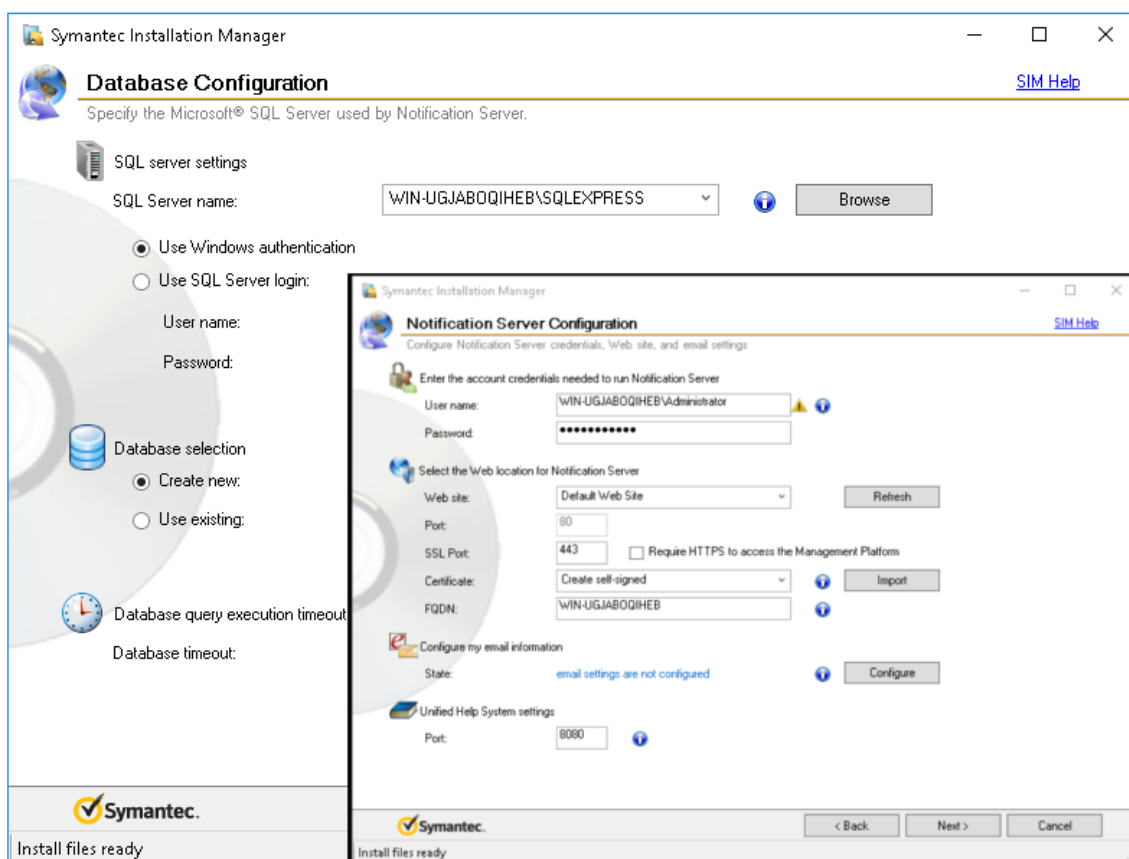 Symantec Installation Manager
Database Configuration
SIM Help
Specify the Microsoft® SQL Server used by Notification Server.
SQL server settings
SQL Server name:
WIN-UGJABOQIHEB\SQLEXPRESS
Browse
Use Windows authentication
Use SQL Server login:
User name:
Password:
Database selection
Create new:
Use existing:
Database query execution timeout
Database timeout:
Symantec.
Install files ready
Symantec Installation Manager
Notification Server Configuration
SIM Help
Configure Notification Server credentials, Web site, and email settings
Enter the account credentials needed to run Notification Server
User name:
WIN-UGJABOQIHEB\Administrator
Password:
Select the Web location for Notification Server
Web site:
Default Web Site
Refresh
Port:
80
SSL Port:
443
Require HTTPS to access the Management Platform
Certificate:
Create self-signed
Import
FQDN:
WIN-UGJABOQIHEB
Configure my email information
State:
email settings are not configured
Configure
Unified Help System settings
Port:
8080
Symantec.
< Back
Next >
Cancel
Install files ready